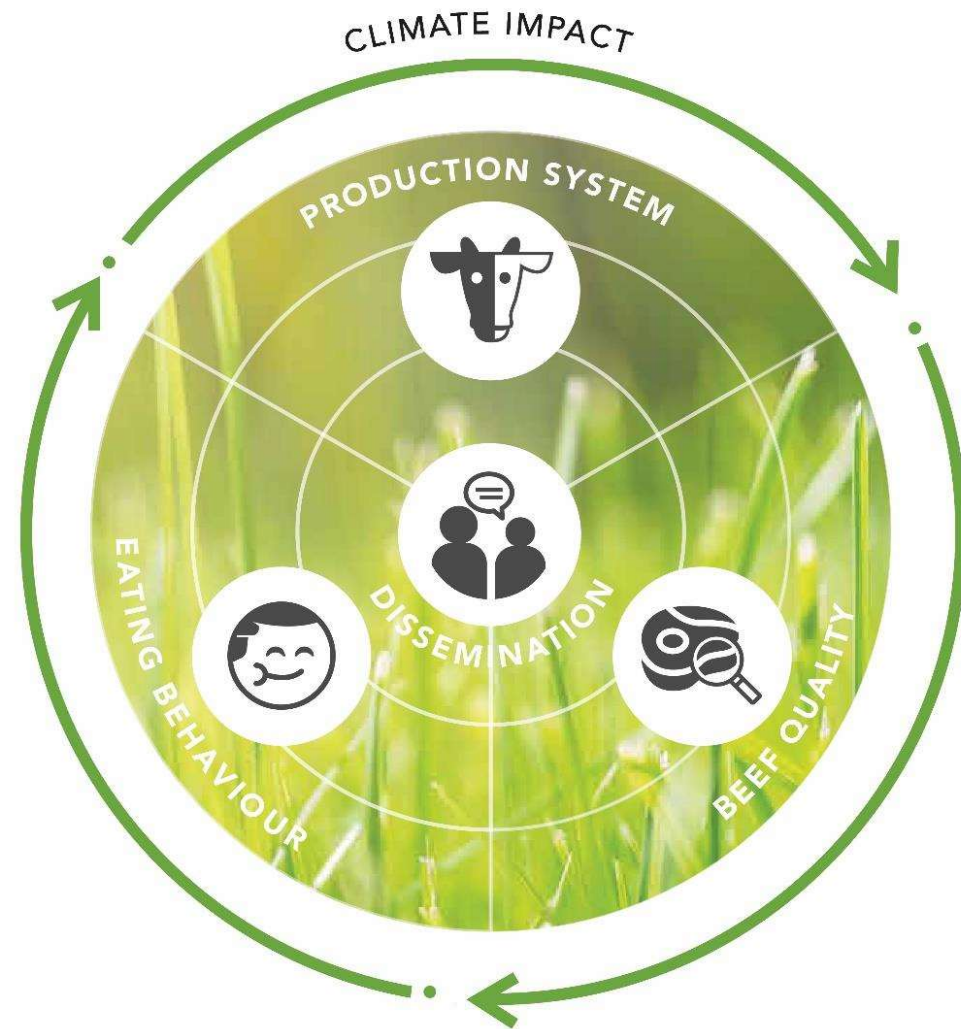 CLIMATE IMPACT
PRODUCTION SYSTEM
EATING BEHAVIOUR
DISSEMINATION
BEEF QUALITY